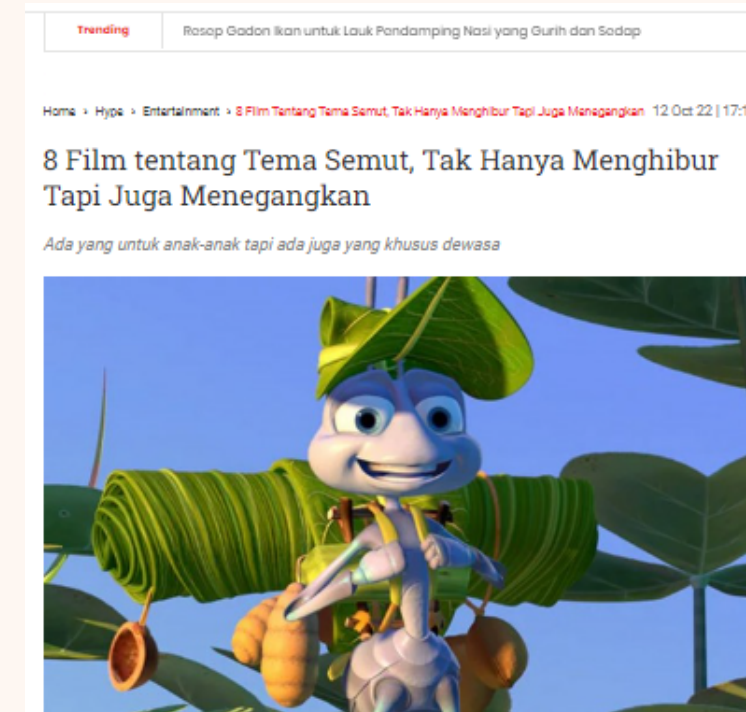 Trending
Resep Gadon Ikan untuk Lauk Pendamping Nasi yang Gurih dan Sedap
Home › Hype › Entertainment › 8 Film Tentang Tema Semut, Tak Hanya Menghibur Tapi Juga Menegangkan 12 Oct 22 | 17:1
8 Film tentang Tema Semut, Tak Hanya Menghibur
Tapi Juga Menegangkan
Ada yang untuk anak-anak tapi ada juga yang khusus dewasa